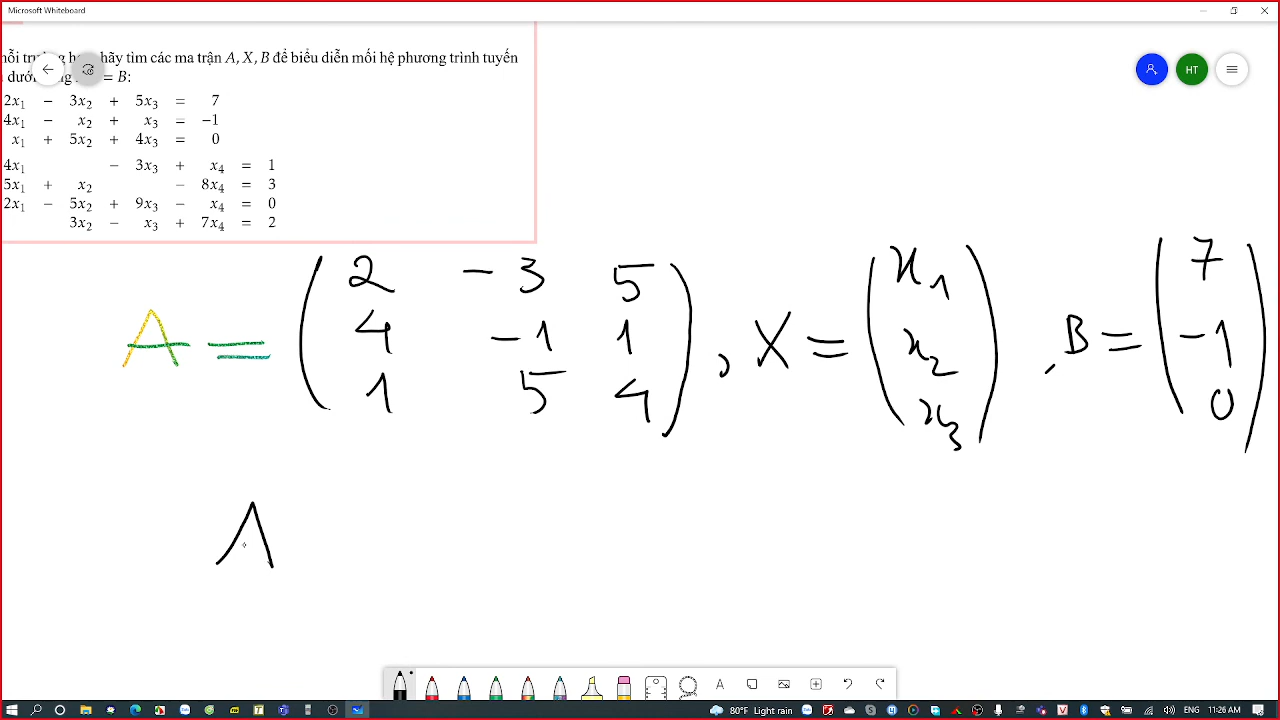 Microsoft Whiteboard
hãy tìm các ma trận A, X, B để biểu diễn mối hệ phương trình tuyến
= B:
2x₁ − 3x₂ + 5x₃ = 7
4x₁ − x₂ + x₃ = −1
x₁ + 5x₂ + 4x₃ = 0
4x₁ − 3x₃ + x₄ = 1
5x₁ + x₂ − 8x₄ = 3
2x₁ − 5x₂ + 9x₃ − x₄ = 0
3x₂ − x₃ + 7x₄ = 2
HT
A = ( 2 −3 5
4 −1 1
1 5 4 ) , X = ( x₁
x₂
x₃ ) , B = ( 7
−1
0 )
A
80°F Light rain
ENG 11:26 AM